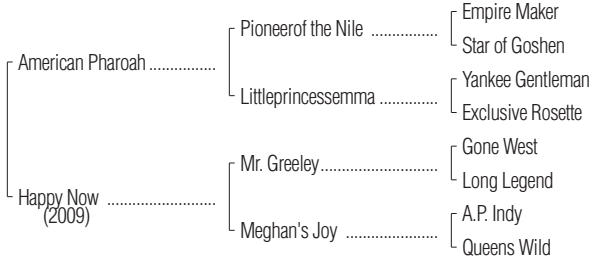 Empire Maker
Pioneerof the Nile ................
Star of Goshen
American Pharoah ................
Yankee Gentleman
Littleprincessemma ..............
Exclusive Rosette
Gone West
Mr. Greeley............................
Long Legend
Happy Now ..........................
(2009)
A.P. Indy
Meghan's Joy ......................
Queens Wild